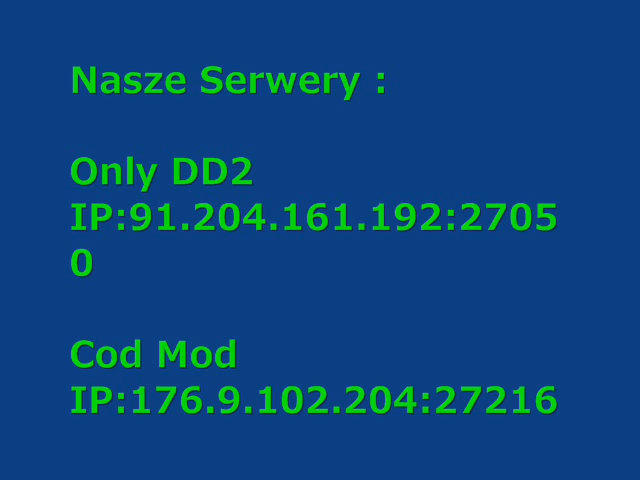 Nasze Serwery :
Only DD2
IP:91.204.161.192:2705
0
Cod Mod
IP:176.9.102.204:27216